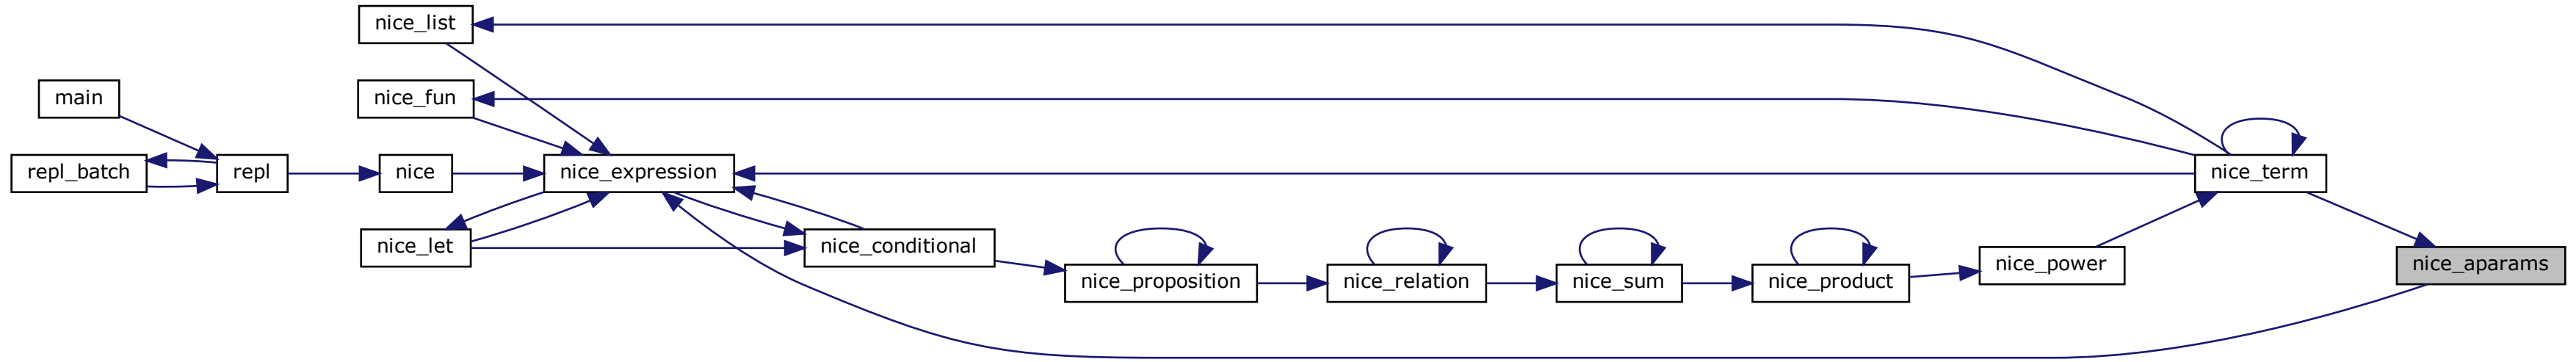 nice_list
main
nice_fun
repl_batch
repl
nice
nice_expression
nice_term
nice_let
nice_conditional
nice_proposition
nice_relation
nice_sum
nice_product
nice_power
nice_aparams